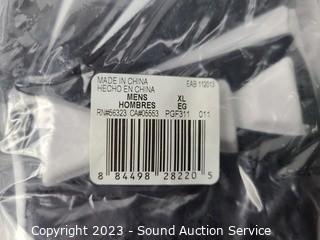 MADE IN CHINA EAB 112013
HECHO EN CHINA
MENS XL
HOMBRES EG
RN#56323 CA#05553 PGF311 011
8 84498 28220 5
Copyright 2023 - Sound Auction Service